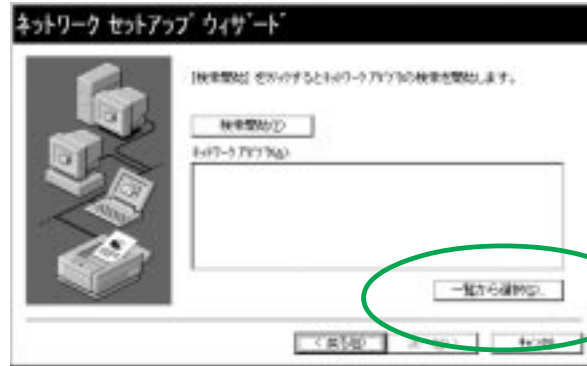 ネットワーク セットアップ ウィザード
[検索開始] をクリックするとネットワーク アダプタの検索を開始します。
検索開始(I)
ネットワーク アダプタ(A):
一覧から選択(S)...
< 戻る(B)
キャンセル